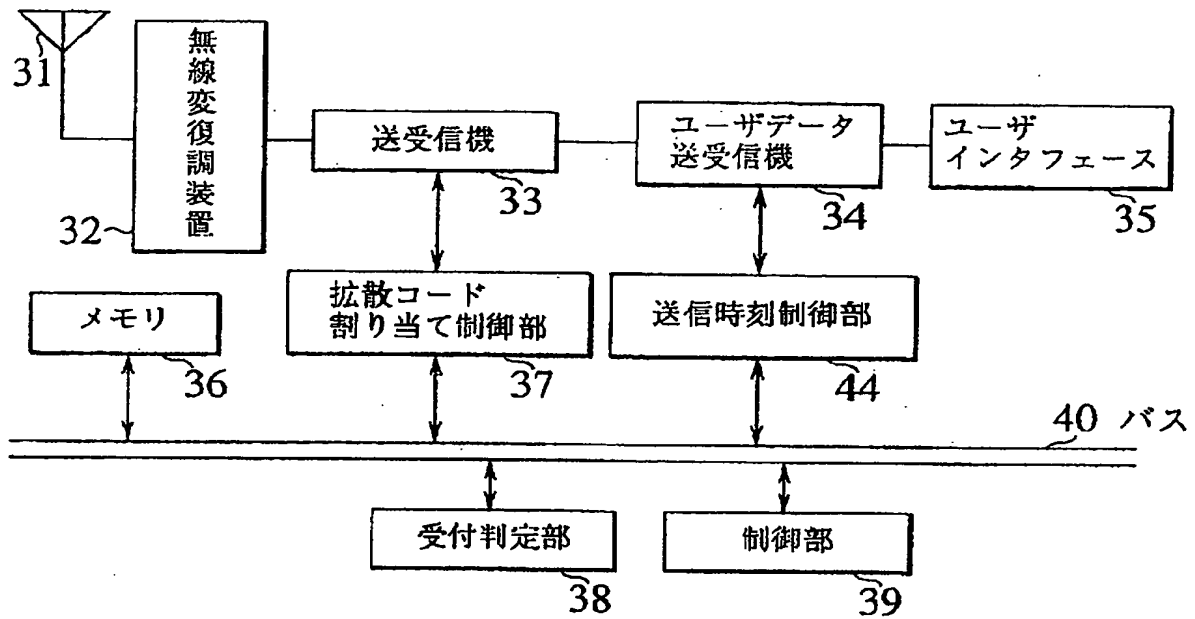 31
無線変復調装置
32
送受信機
33
ユーザデータ
送受信機
34
ユーザ
インタフェース
35
メモリ
36
拡散コード
割り当て制御部
37
送信時刻制御部
44
40 バス
受付判定部
38
制御部
39